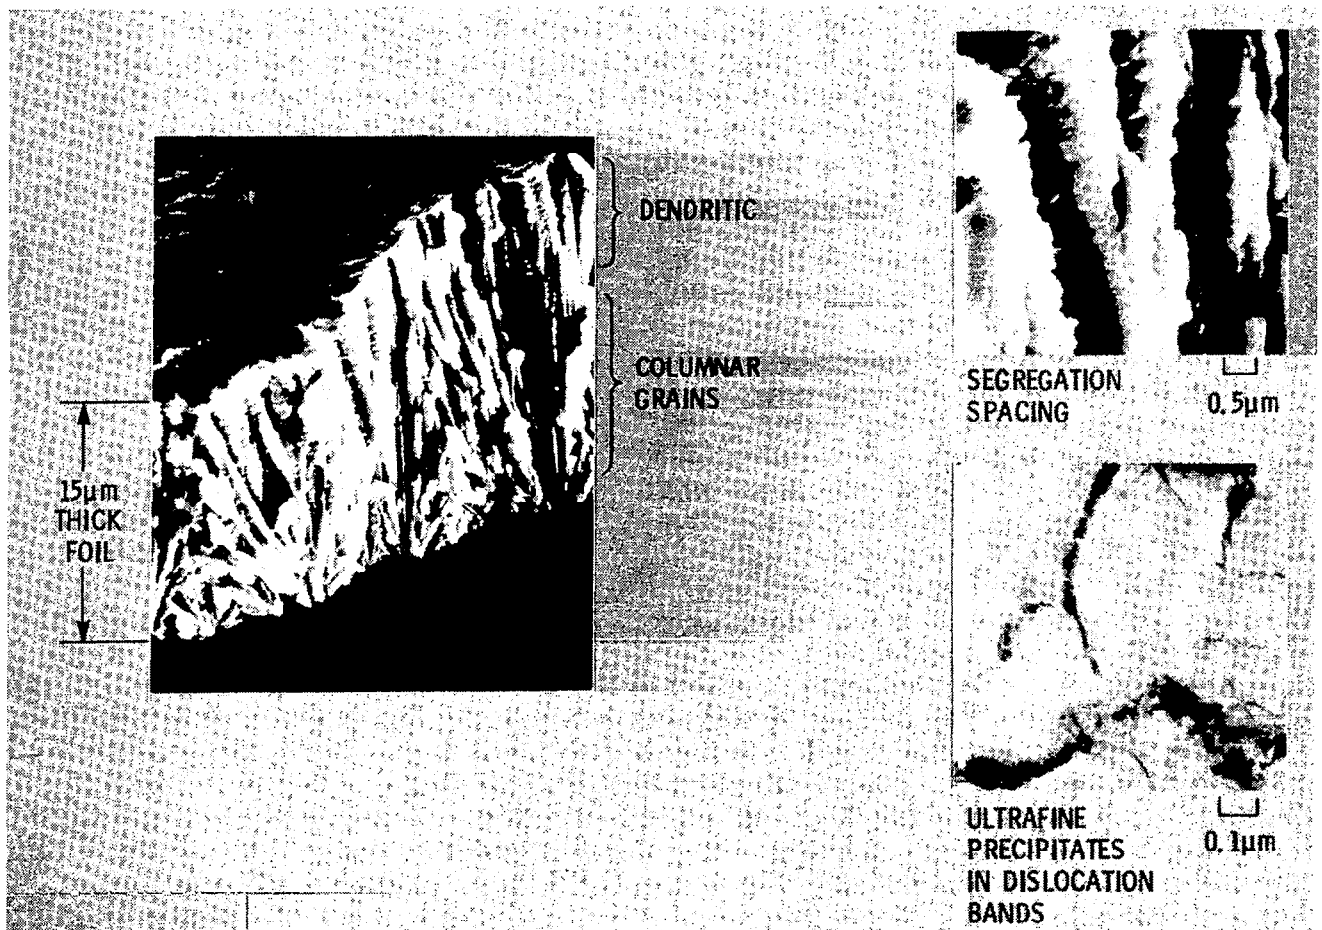 DENDRITIC
COLUMNAR
GRAINS
15μm
THICK
FOIL
SEGREGATION
SPACING
0.5μm
ULTRAFINE
PRECIPITATES
IN DISLOCATION
BANDS
0.1μm